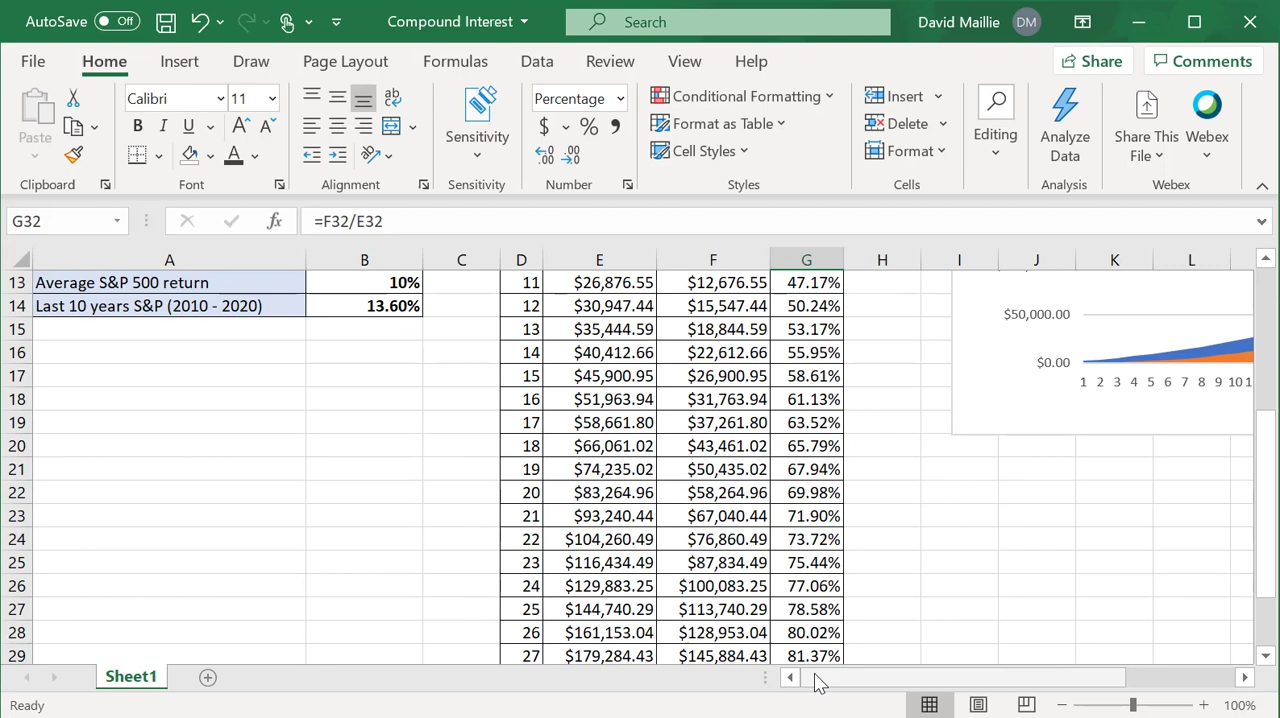 AutoSave Off Compound Interest Search David Maillie DM
File Home Insert Draw Page Layout Formulas Data Review View Help Share Comments
Paste Calibri 11 ab Sensitivity Percentage Conditional Formatting Insert Editing Analyze Data Share This File Webex
B I U A A $ % , Format as Table Delete
A Cell Styles Format
Clipboard Font Alignment Sensitivity Number Styles Cells Analysis Webex
G32 fx =F32/E32
A B C D E F G H I J K L
13 Average S&P 500 return 10% 11 $26,876.55 $12,676.55 47.17%
14 Last 10 years S&P (2010 - 2020) 13.60% 12 $30,947.44 $15,547.44 50.24% $50,000.00
15 13 $35,444.59 $18,844.59 53.17%
16 14 $40,412.66 $22,612.66 55.95% $0.00
17 15 $45,900.95 $26,900.95 58.61% 1 2 3 4 5 6 7 8 9 10 1
18 16 $51,963.94 $31,763.94 61.13%
19 17 $58,661.80 $37,261.80 63.52%
20 18 $66,061.02 $43,461.02 65.79%
21 19 $74,235.02 $50,435.02 67.94%
22 20 $83,264.96 $58,264.96 69.98%
23 21 $93,240.44 $67,040.44 71.90%
24 22 $104,260.49 $76,860.49 73.72%
25 23 $116,434.49 $87,834.49 75.44%
26 24 $129,883.25 $100,083.25 77.06%
27 25 $144,740.29 $113,740.29 78.58%
28 26 $161,153.04 $128,953.04 80.02%
29 27 $179,284.43 $145,884.43 81.37%
Sheet1
Ready 100%